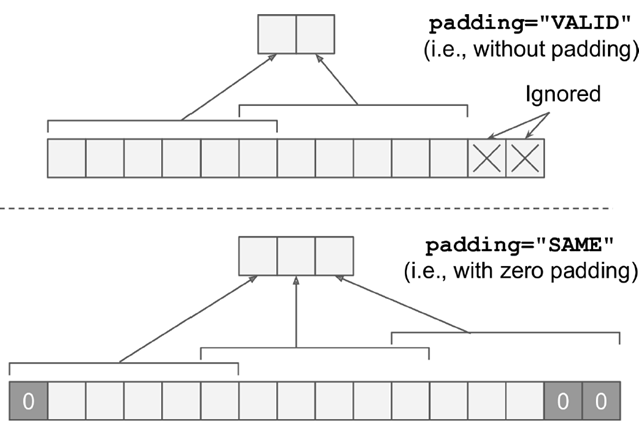 padding="VALID"
(i.e., without padding)
Ignored
padding="SAME"
(i.e., with zero padding)
0 0 0